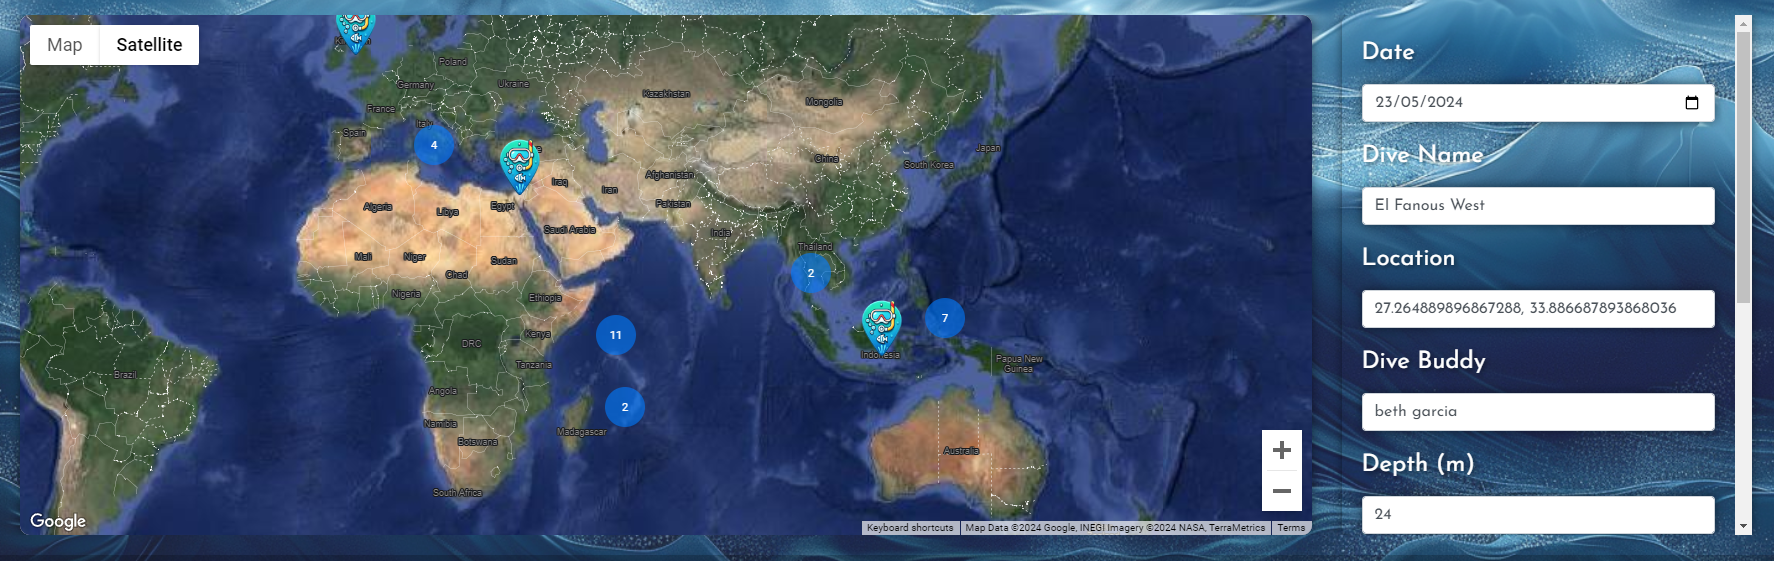 Map
Satellite
Poland
Germany
Ukraine
France
Kazakhstan
Mongolia
Italy
Spain
4
Japan
South Korea
China
Afghanistan
Iraq
Iran
Pakistan
Algeria
Libya
Egypt
Saudi Arabia
India
Thailand
Mali
Niger
Sudan
Chad
2
Nigeria
Ethiopia
7
11
Kenya
DRC
Indonesia
Papua New
Guinea
Tanzania
Brazil
Angola
2
Namibia
Madagascar
Botswana
Australia
South Africa
Google
Keyboard shortcuts
Map Data ©2024 Google, INEGI Imagery ©2024 NASA, TerraMetrics
Terms
Date
23/05/2024
Dive Name
El Fanous West
Location
27.264889896867288, 33.886687893868036
Dive Buddy
beth garcia
Depth (m)
24